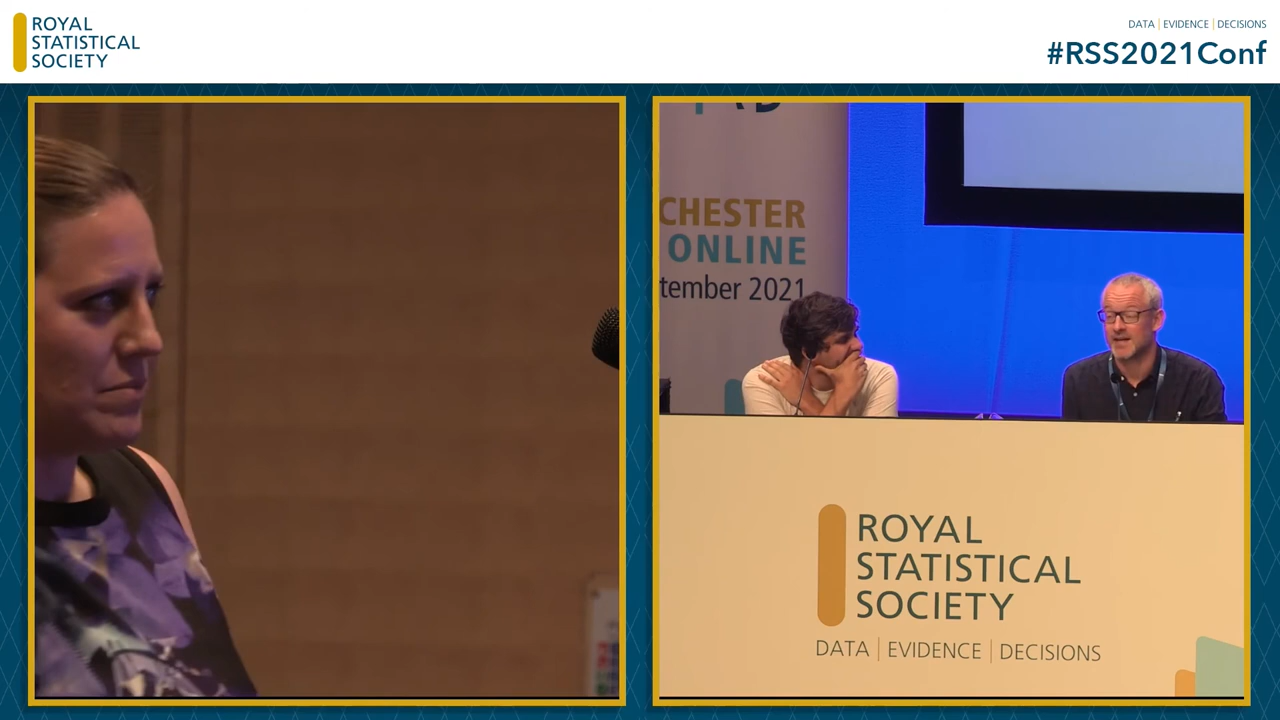 ROYAL
STATISTICAL
SOCIETY
DATA | EVIDENCE | DECISIONS
#RSS2021Conf
CHESTER
ONLINE
tember 2021
ROYAL
STATISTICAL
SOCIETY
DATA | EVIDENCE | DECISIONS